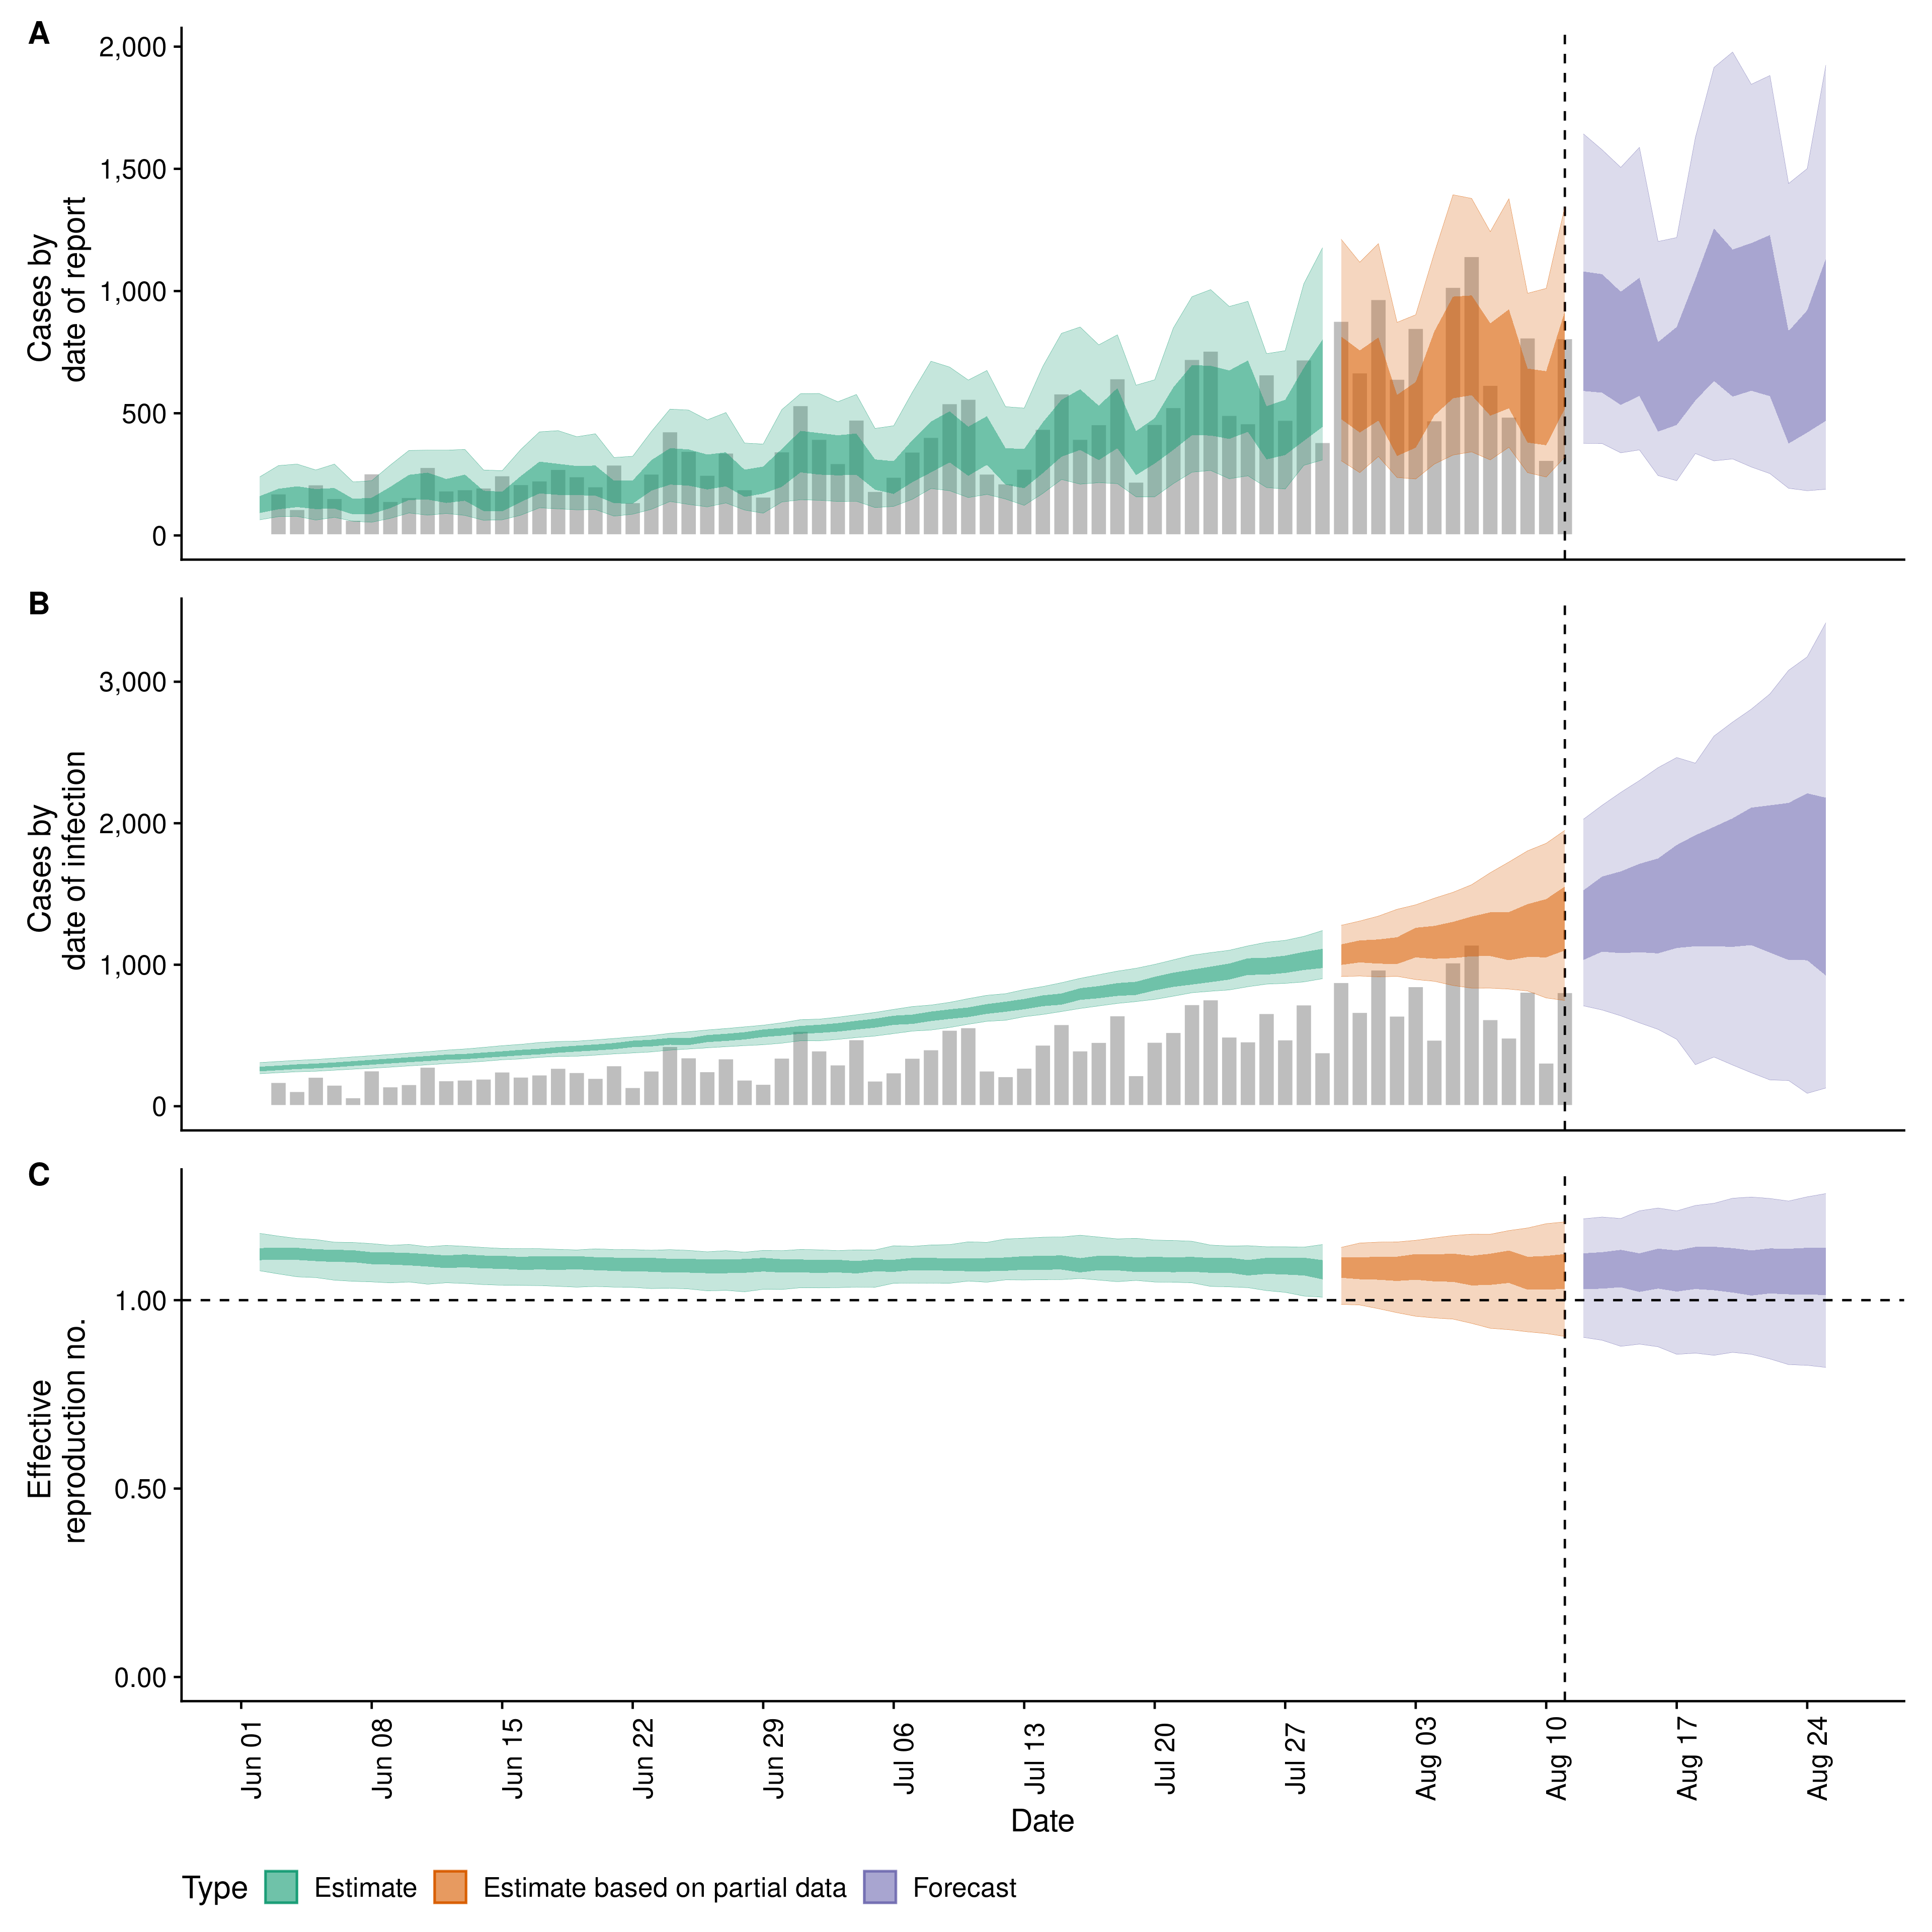 A
2,000
1,500
1,000
500
0
Cases by
date of report
B
3,000
2,000
1,000
0
Cases by
date of infection
C
1.00
0.50
0.00
Effective
reproduction no.
Jun 01
Jun 08
Jun 15
Jun 22
Jun 29
Jul 06
Jul 13
Jul 20
Jul 27
Aug 03
Aug 10
Aug 17
Aug 24
Date
Type Estimate Estimate based on partial data Forecast